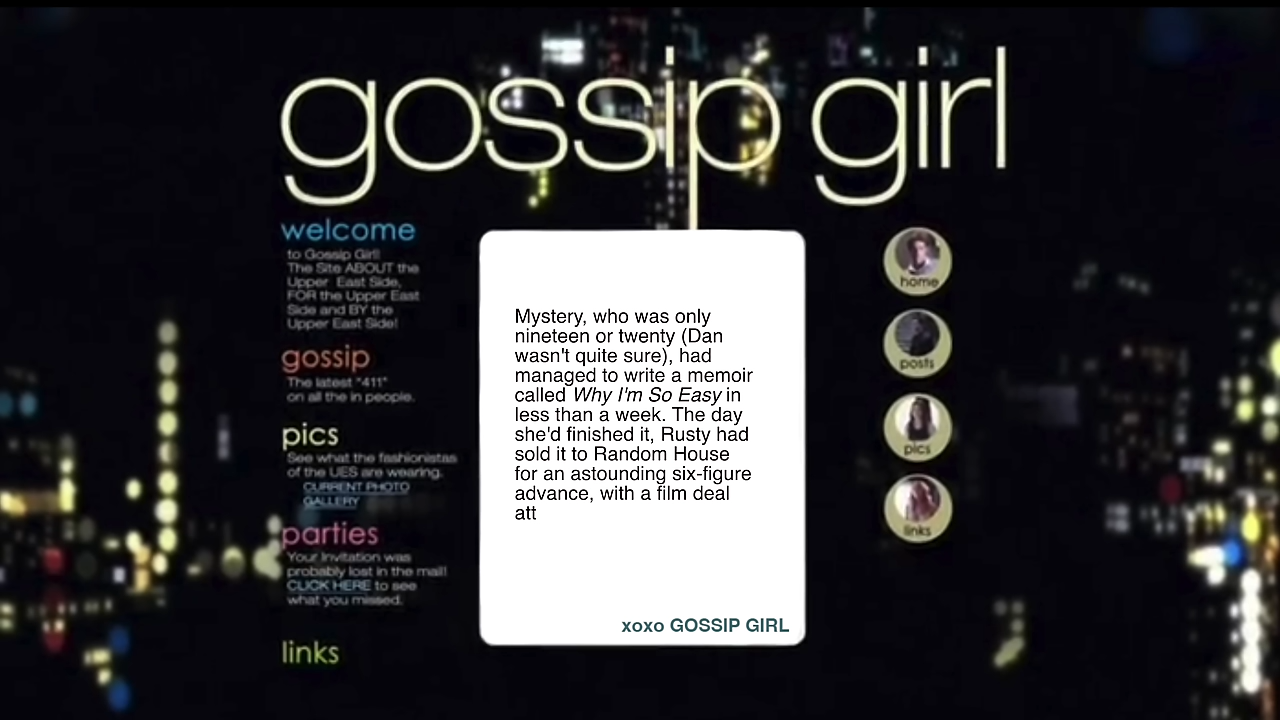 gossip girl
welcome
to Gossip Girl!
The Site ABOUT the
Upper East Side,
FOR the Upper East
Side and BY the
Upper East Side!
gossip
The latest "411"
on all the in people.
pics
See what the fashionistas
of the UES are wearing.
CURRENT PHOTO
GALLERY
parties
Your Invitation was
probably lost in the mail!
CLICK HERE to see
what you missed.
links
Mystery, who was only
nineteen or twenty (Dan
wasn't quite sure), had
managed to write a memoir
called Why I'm So Easy in
less than a week. The day
she'd finished it, Rusty had
sold it to Random House
for an astounding six-figure
advance, with a film deal
att
xoxo GOSSIP GIRL
home
posts
pics
links